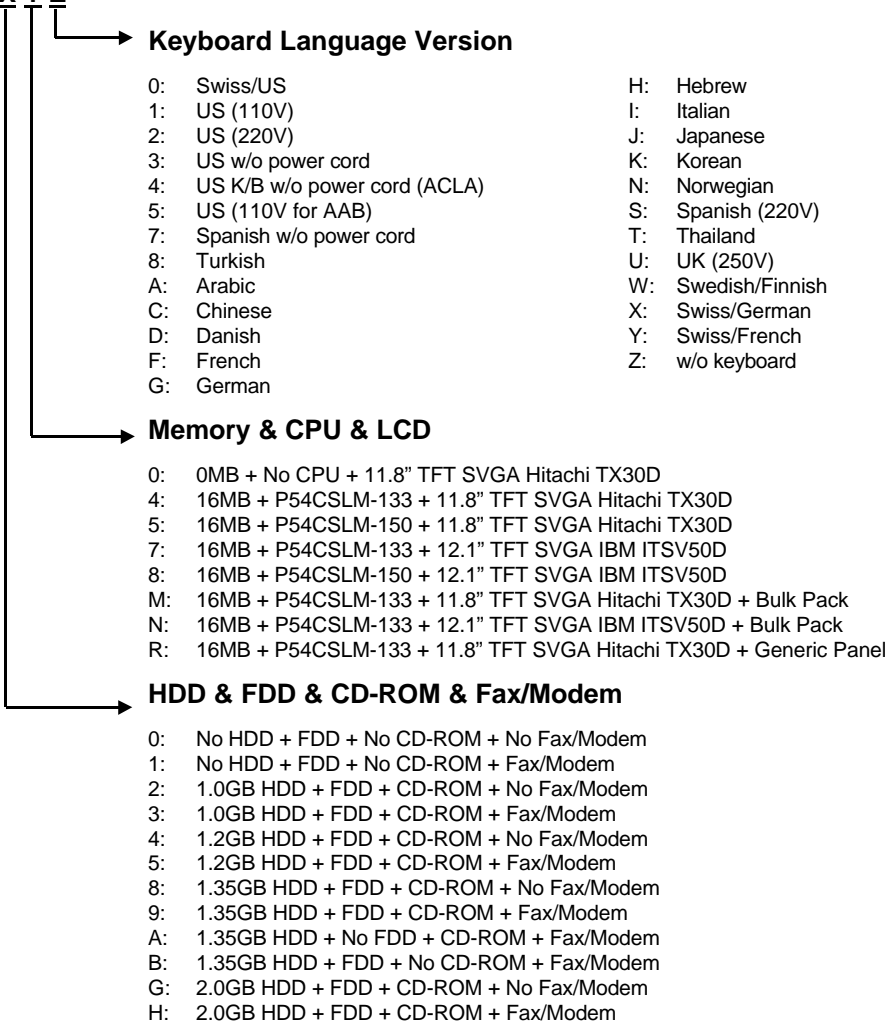 Keyboard Language Version
0: Swiss/US
1: US (110V)
2: US (220V)
3: US w/o power cord
4: US K/B w/o power cord (ACLA)
5: US (110V for AAB)
7: Spanish w/o power cord
8: Turkish
A: Arabic
C: Chinese
D: Danish
F: French
G: German
H: Hebrew
I: Italian
J: Japanese
K: Korean
N: Norwegian
S: Spanish (220V)
T: Thailand
U: UK (250V)
W: Swedish/Finnish
X: Swiss/German
Y: Swiss/French
Z: w/o keyboard
Memory & CPU & LCD
0: 0MB + No CPU + 11.8” TFT SVGA Hitachi TX30D
4: 16MB + P54CSLM-133 + 11.8” TFT SVGA Hitachi TX30D
5: 16MB + P54CSLM-150 + 11.8” TFT SVGA Hitachi TX30D
7: 16MB + P54CSLM-133 + 12.1” TFT SVGA IBM ITSV50D
8: 16MB + P54CSLM-150 + 12.1” TFT SVGA IBM ITSV50D
M: 16MB + P54CSLM-133 + 11.8” TFT SVGA Hitachi TX30D + Bulk Pack
N: 16MB + P54CSLM-133 + 12.1” TFT SVGA IBM ITSV50D + Bulk Pack
R: 16MB + P54CSLM-133 + 11.8” TFT SVGA Hitachi TX30D + Generic Panel
HDD & FDD & CD-ROM & Fax/Modem
0: No HDD + FDD + No CD-ROM + No Fax/Modem
1: No HDD + FDD + No CD-ROM + Fax/Modem
2: 1.0GB HDD + FDD + CD-ROM + No Fax/Modem
3: 1.0GB HDD + FDD + CD-ROM + Fax/Modem
4: 1.2GB HDD + FDD + CD-ROM + No Fax/Modem
5: 1.2GB HDD + FDD + CD-ROM + Fax/Modem
8: 1.35GB HDD + FDD + CD-ROM + No Fax/Modem
9: 1.35GB HDD + FDD + CD-ROM + Fax/Modem
A: 1.35GB HDD + No FDD + CD-ROM + Fax/Modem
B: 1.35GB HDD + FDD + No CD-ROM + Fax/Modem
G: 2.0GB HDD + FDD + CD-ROM + No Fax/Modem
H: 2.0GB HDD + FDD + CD-ROM + Fax/Modem